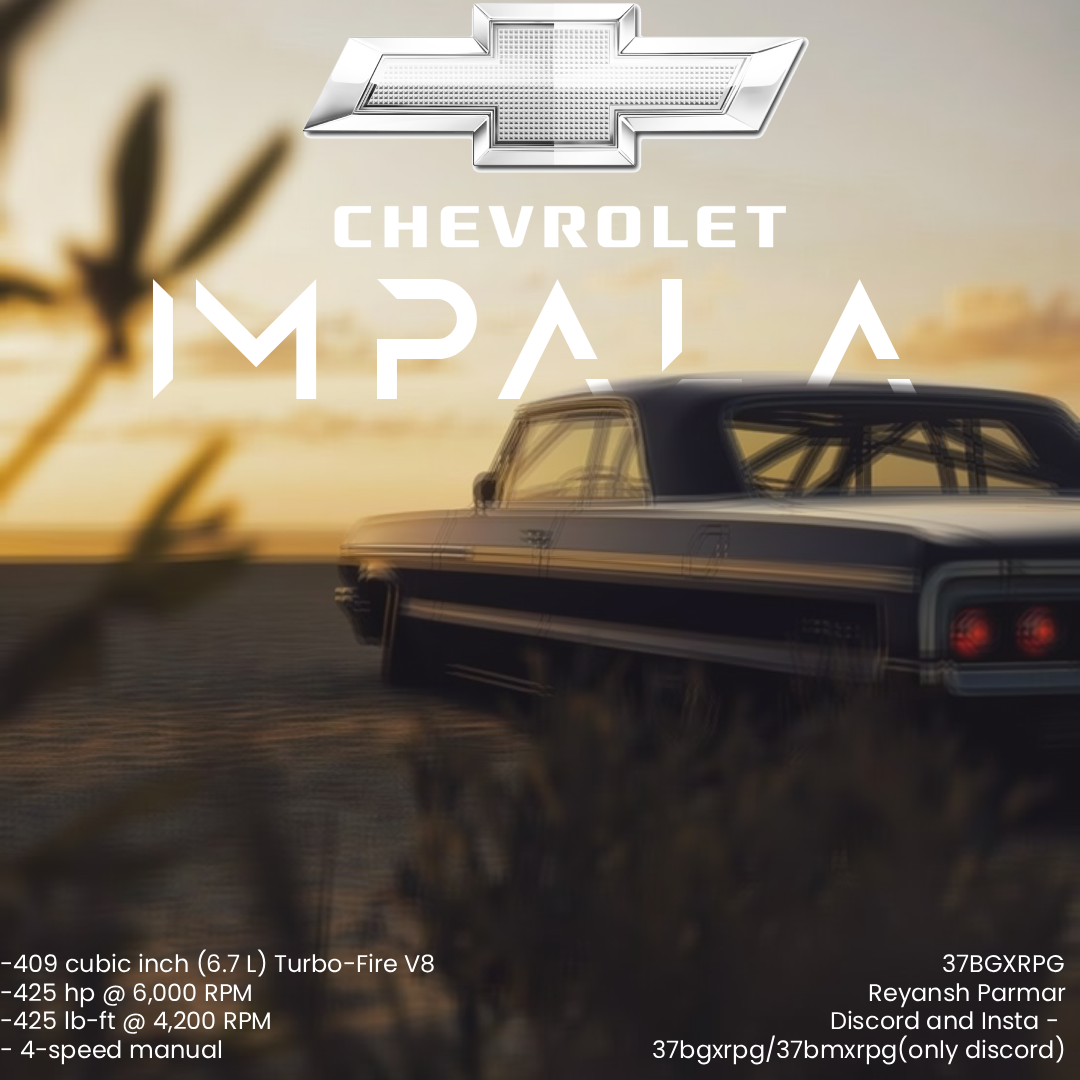 CHEVROLET
IMPALA
-409 cubic inch (6.7 L) Turbo-Fire V8
-425 hp @ 6,000 RPM
-425 lb-ft @ 4,200 RPM
- 4-speed manual
37BGXRPG
Reyansh Parmar
Discord and Insta -
37bgxrpg/37bmxrpg(only discord)